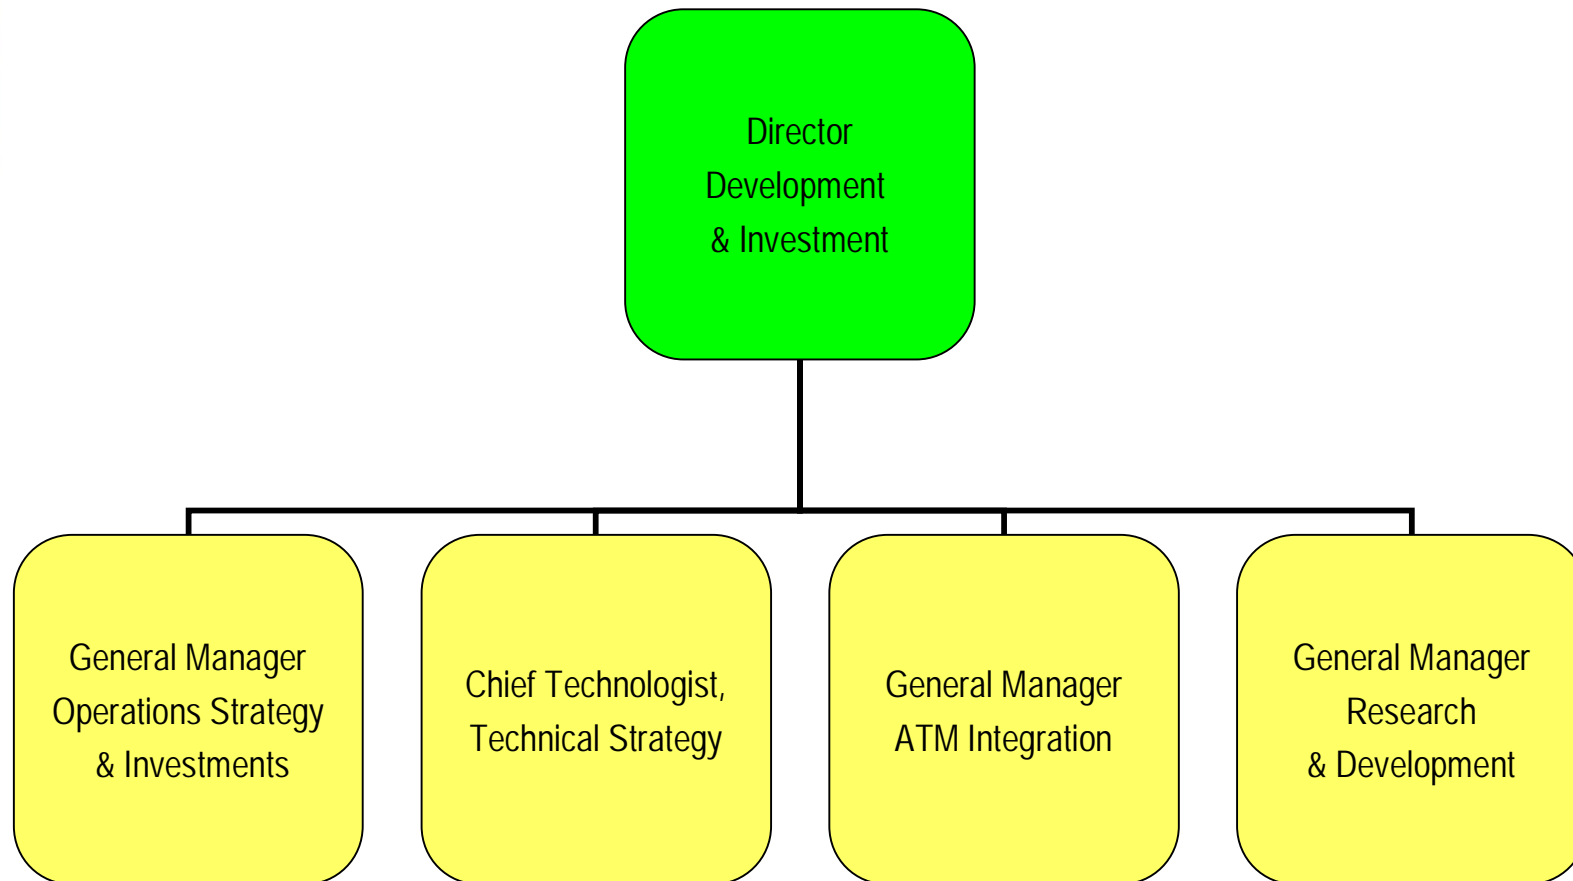 Director
Development
& Investment
General Manager
Operations Strategy
& Investments
Chief Technologist,
Technical Strategy
General Manager
ATM Integration
General Manager
Research
& Development